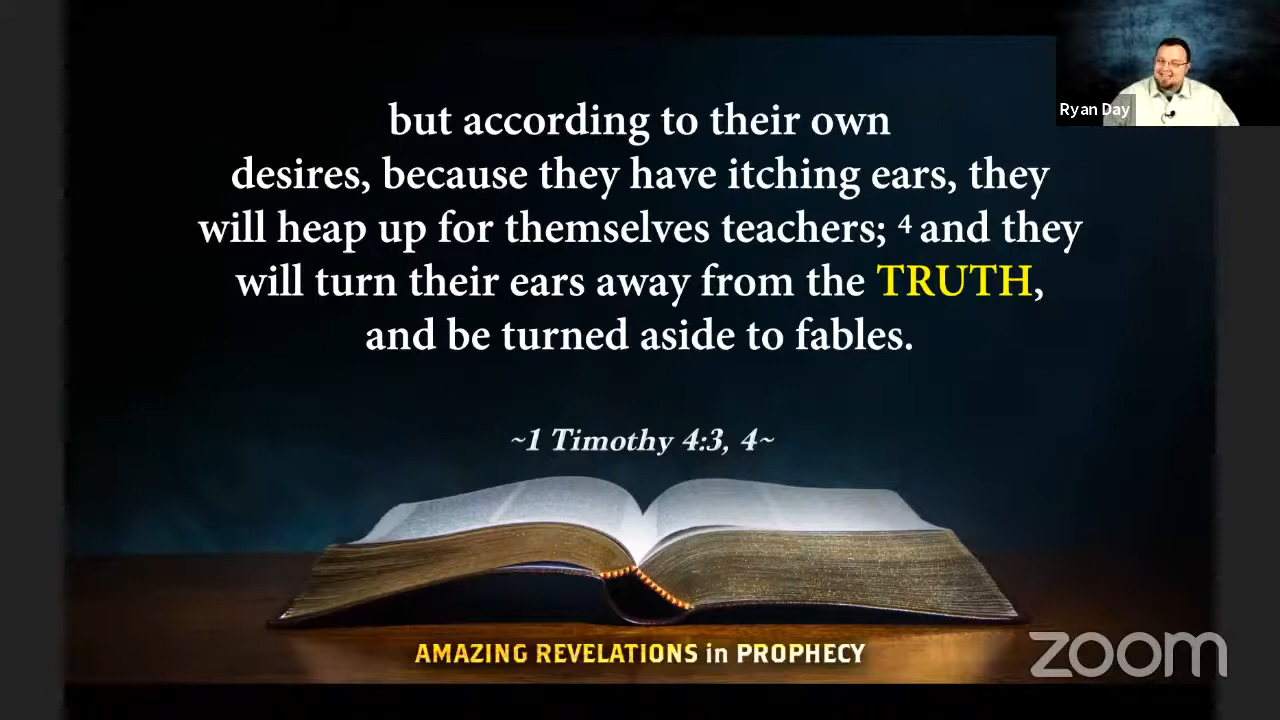 but according to their own
desires, because they have itching ears, they
will heap up for themselves teachers; 4 and they
will turn their ears away from the TRUTH,
and be turned aside to fables.
~1 Timothy 4:3, 4~
AMAZING REVELATIONS in PROPHECY
Ryan Day
zoom